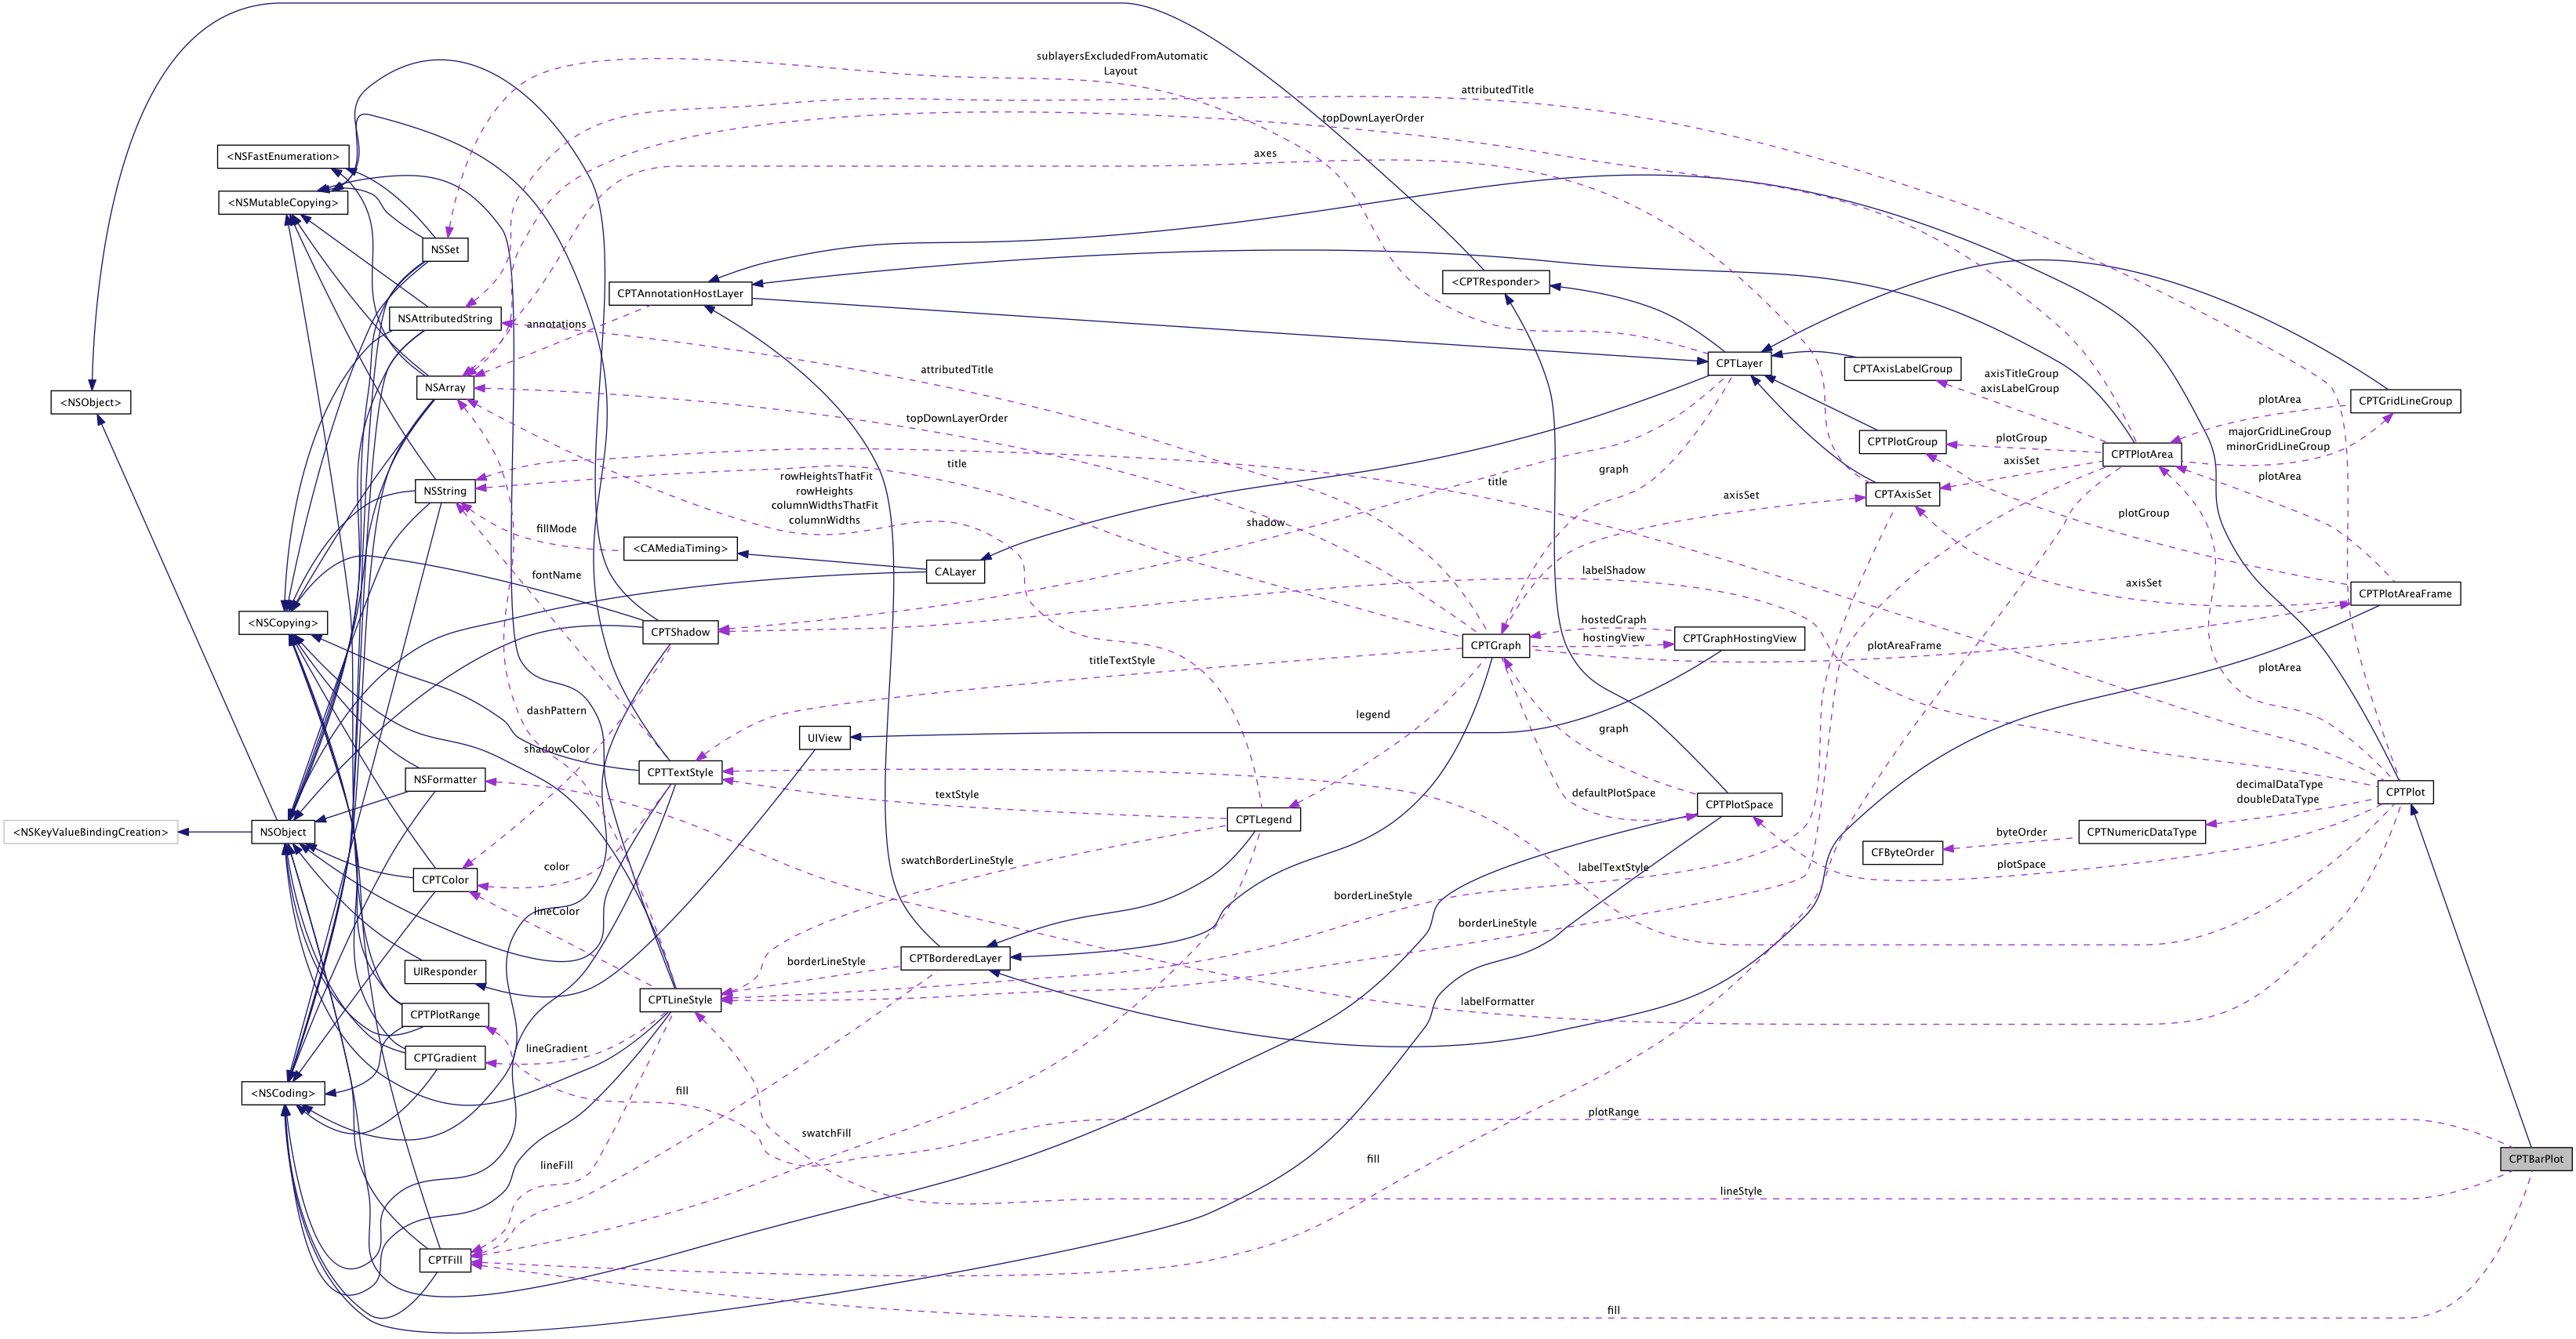 sublayersExcludedFromAutomatic
Layout
attributedTitle
topDownLayerOrder
axes
<NSFastEnumeration>
<NSMutableCopying>
NSSet
<CPTResponder>
CPTAnnotationHostLayer
NSAttributedString
annotations
CPTLayer
CPTAxisLabelGroup
axisTitleGroup
axisLabelGroup
attributedTitle
NSArray
<NSObject>
plotArea
CPTGridLineGroup
topDownLayerOrder
majorGridLineGroup
minorGridLineGroup
plotGroup
CPTPlotGroup
CPTPlotArea
title
graph
axisSet
rowHeightsThatFit
rowHeights
columnWidthsThatFit
columnWidths
title
plotArea
NSString
CPTAxisSet
axisSet
plotGroup
shadow
fillMode
<CAMediaTiming>
CALayer
labelShadow
fontName
axisSet
CPTPlotAreaFrame
<NSCopying>
CPTShadow
hostedGraph
hostingView
CPTGraphHostingView
CPTGraph
plotAreaFrame
titleTextStyle
plotArea
dashPattern
legend
graph
UIView
shadowColor
NSFormatter
CPTTextStyle
textStyle
defaultPlotSpace
CPTPlotSpace
decimalDataType
doubleDataType
CPTPlot
CPTLegend
<NSKeyValueBindingCreation>
NSObject
byteOrder
CPTNumericDataType
CFByteOrder
swatchBorderLineStyle
plotSpace
color
labelTextStyle
CPTColor
borderLineStyle
lineColor
borderLineStyle
CPTBorderedLayer
borderLineStyle
UIResponder
CPTLineStyle
labelFormatter
CPTPlotRange
lineGradient
CPTGradient
<NSCoding>
fill
plotRange
swatchFill
fill
lineFill
CPTBarPlot
lineStyle
CPTFill
fill